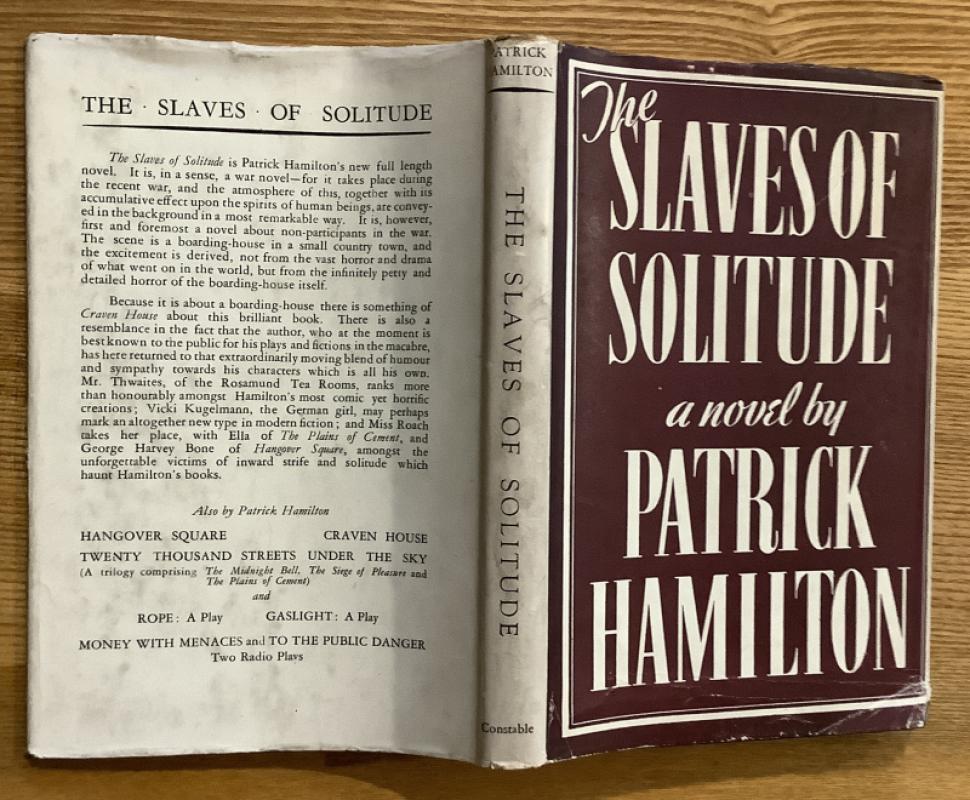 THE · SLAVES · OF SOLITUDE
The Slaves of Solitude is Patrick Hamilton's new full length
novel. It is, in a sense, a war novel—for it takes place during
the recent war, and the atmosphere of this, together with its
accumulative effect upon the spirits of human beings, are convey-
ed in the background in a most remarkable way. It is, however,
first and foremost a novel about non-participants in the war.
The scene is a boarding-house in a small country town, and
the excitement is derived, not from the vast horror and drama
of what went on in the world, but from the infinitely petty and
detailed horror of the boarding-house itself.
Because it is about a boarding-house there is something of
Craven House about this brilliant book. There is also a
resemblance in the fact that the author, who at the moment is
best known to the public for his plays and fictions in the macabre,
has here returned to that extraordinarily moving blend of humour
and sympathy towards his characters which is all his own.
Mr. Thwaites, of the Rosamund Tea Rooms, ranks more
than honourably amongst Hamilton's most comic yet horrific
creations; Vicki Kugelmann, the German girl, may perhaps
mark an altogether new type in modern fiction; and Miss Roach
takes her place, with Ella of The Plains of Cement, and
George Harvey Bone of Hangover Square, amongst the
unforgettable victims of inward strife and solitude which
haunt Hamilton's books.
Also by Patrick Hamilton
HANGOVER SQUARE CRAVEN HOUSE
TWENTY THOUSAND STREETS UNDER THE SKY
(A trilogy comprising The Midnight Bell, The Siege of Pleasure and
The Plains of Cement)
and
ROPE: A Play GASLIGHT: A Play
MONEY WITH MENACES and TO THE PUBLIC DANGER
Two Radio Plays
PATRICK
HAMILTON
THE SLAVES OF SOLITUDE
Constable
The
SLAVES OF
SOLITUDE
a novel by
PATRICK
HAMILTON